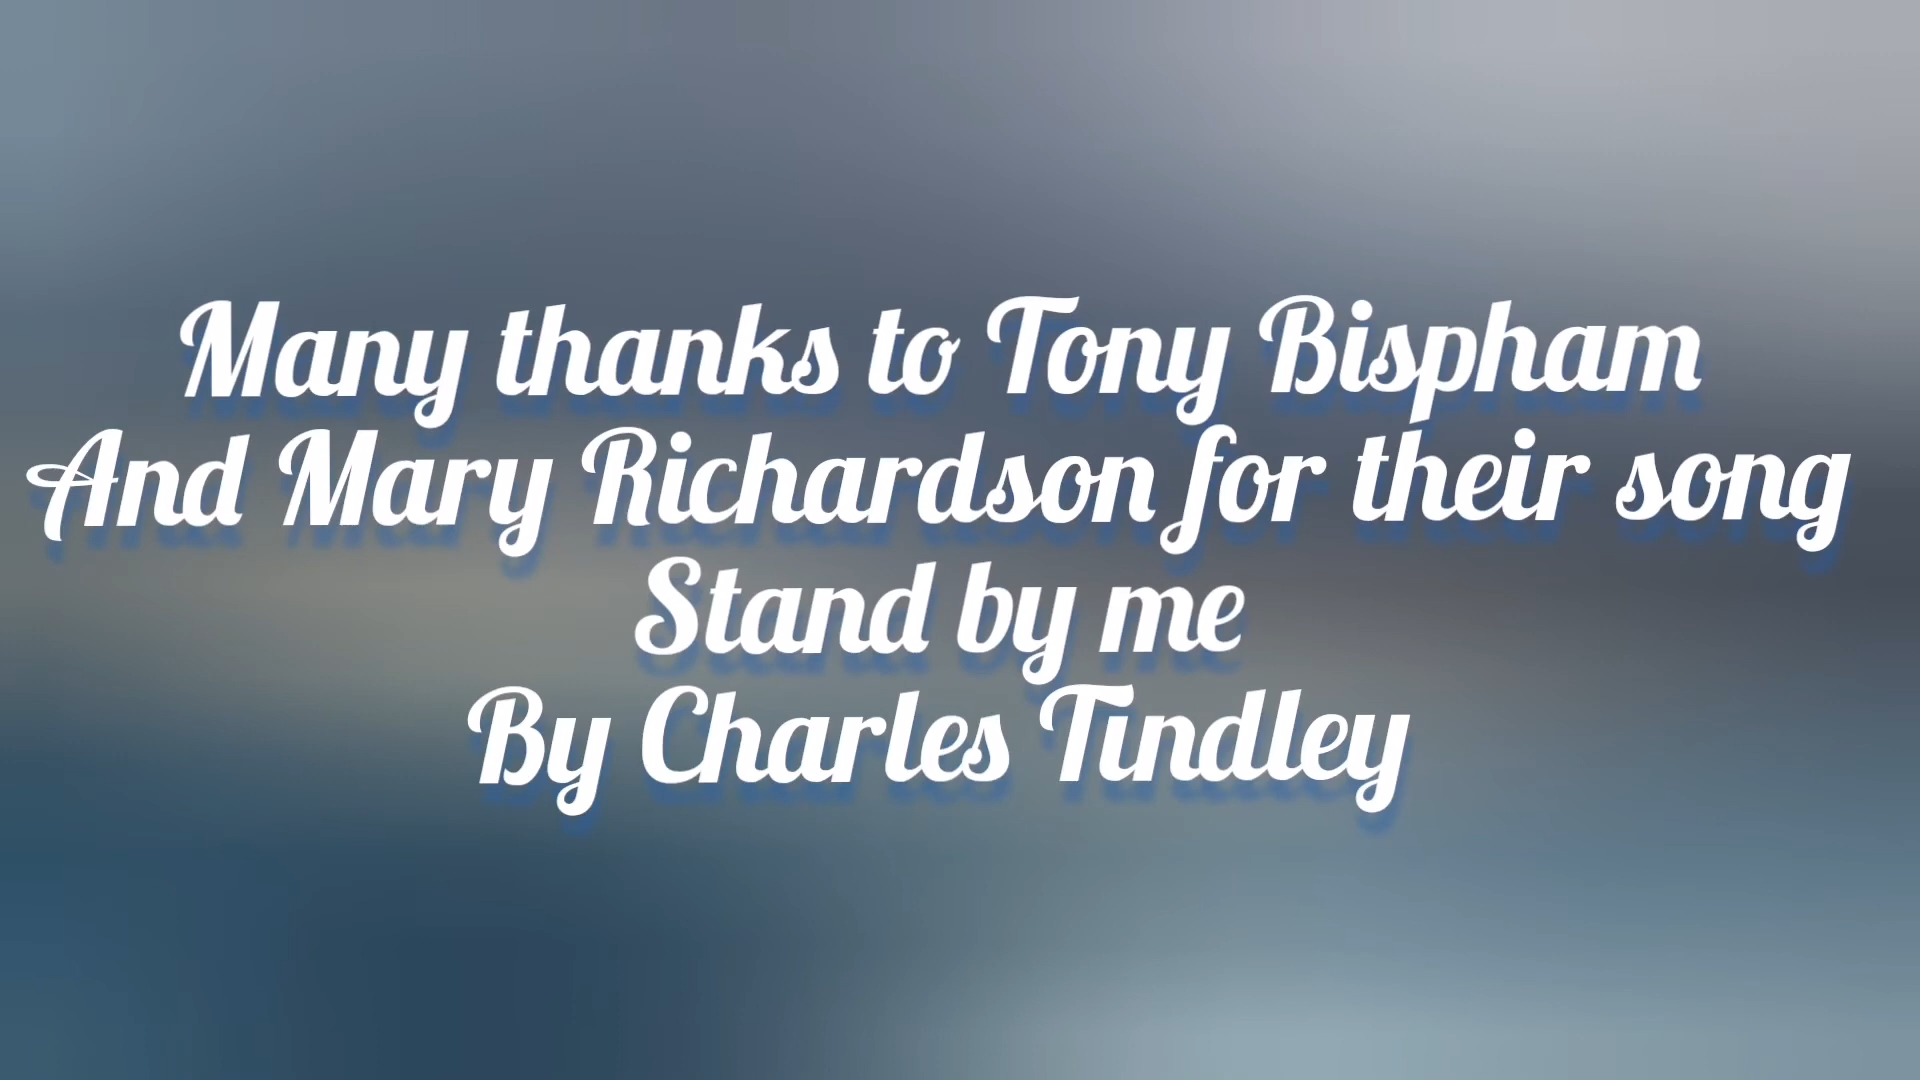 Many thanks to Tony Bispham
And Mary Richardson for their song
Stand by me
By Charles Tindley